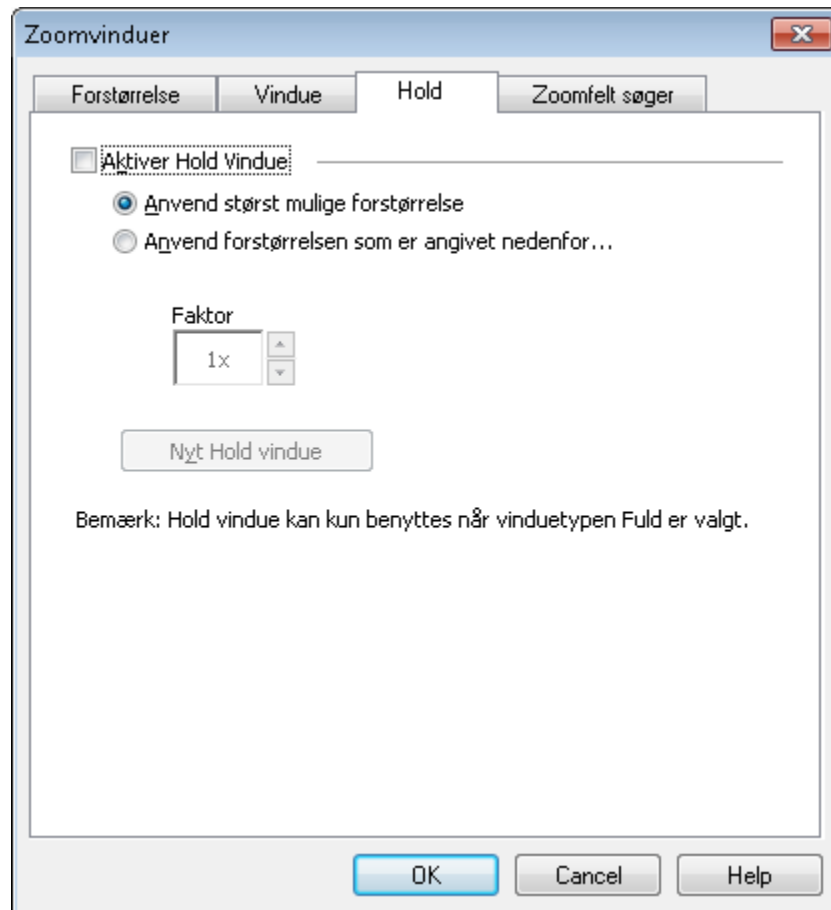 Zoomvinduer
Forstørrelse Vindue Hold Zoomfelt søger
Aktiver Hold Vindue
Anvend størst mulige forstørrelse
Anvend forstørrelsen som er angivet nedenfor...
Faktor
1x
Nyt Hold vindue
Bemærk: Hold vindue kan kun benyttes når vinduetypen Fuld er valgt.
OK Cancel Help